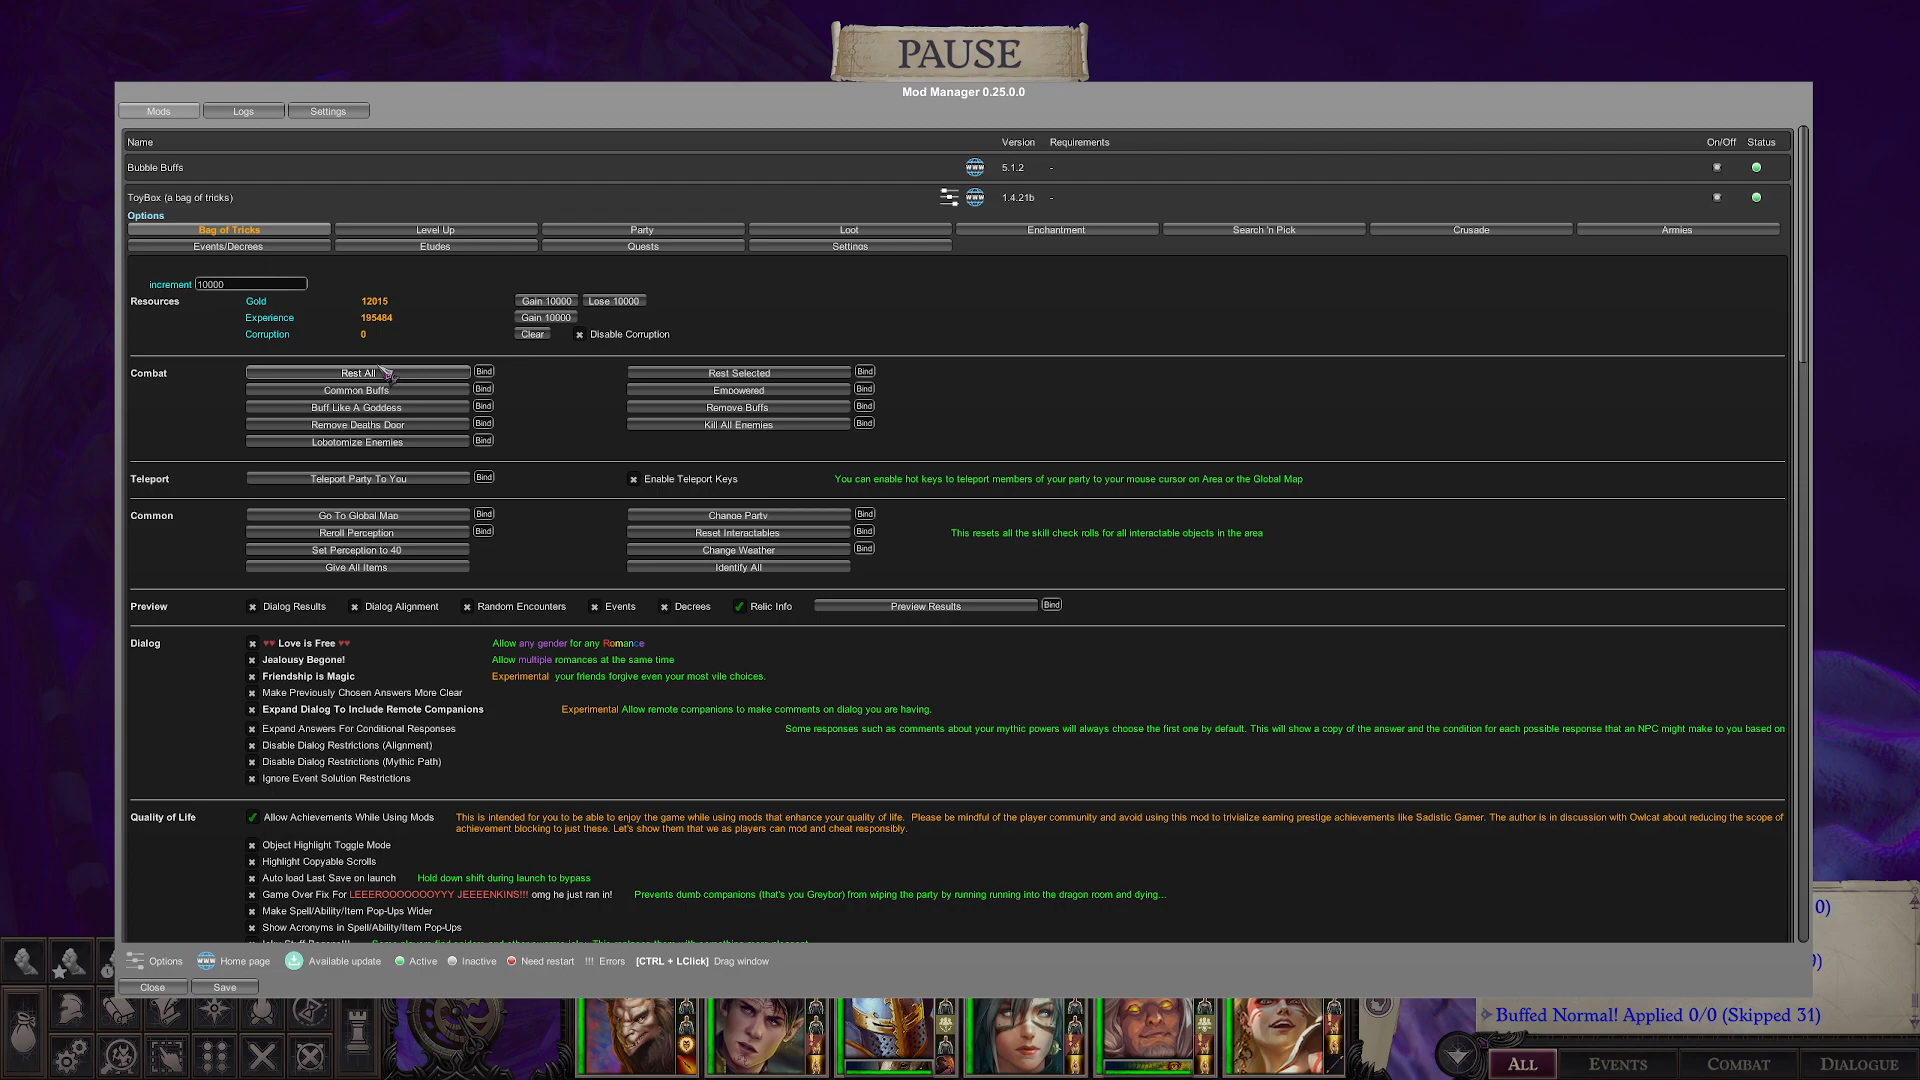 PAUSE
Mod Manager 0.25.0.0
Mods Logs Settings
Name Version Requirements On/Off Status
Bubble Buffs WWW 5.1.2 -
ToyBox (a bag of tricks) WWW 1.4.21b -
Options
Bag of Tricks Level Up Party Loot Enchantment Search 'n Pick Crusade Armies
Events/Decrees Etudes Quests Settings
increment 10000
Resources Gold 12015 Gain 10000 Lose 10000
Experience 195484 Gain 10000
Corruption 0 Clear Disable Corruption
Combat Rest All Bind Rest Selected Bind
Common Buffs Bind Empowered Bind
Buff Like A Goddess Bind Remove Buffs Bind
Remove Deaths Door Bind Kill All Enemies Bind
Lobotomize Enemies Bind
Teleport Teleport Party To You Bind Enable Teleport Keys You can enable hot keys to teleport members of your party to your mouse cursor on Area or the Global Map
Common Go To Global Map Bind Change Party Bind
Reroll Perception Bind Reset Interactables Bind This resets all the skill check rolls for all interactable objects in the area
Set Perception to 40 Change Weather Bind
Give All Items Identify All
Preview Dialog Results Dialog Alignment Random Encounters Events Decrees Relic Info Preview Results Bind
Dialog ♥♥ Love is Free ♥♥ Allow any gender for any Romance
Jealousy Begone! Allow multiple romances at the same time
Friendship is Magic Experimental your friends forgive even your most vile choices.
Make Previously Chosen Answers More Clear
Expand Dialog To Include Remote Companions Experimental Allow remote companions to make comments on dialog you are having.
Expand Answers For Conditional Responses Some responses such as comments about your mythic powers will always choose the first one by default. This will show a copy of the answer and the condition for each possible response that an NPC might make to you based on
Disable Dialog Restrictions (Alignment)
Disable Dialog Restrictions (Mythic Path)
Ignore Event Solution Restrictions
Quality of Life Allow Achievements While Using Mods This is intended for you to be able to enjoy the game while using mods that enhance your quality of life. Please be mindful of the player community and avoid using this mod to trivialize earning prestige achievements like Sadistic Gamer. The author is in discussion with Owlcat about reducing the scope of
achievement blocking to just these. Let's show them that we as players can mod and cheat responsibly.
Object Highlight Toggle Mode
Highlight Copyable Scrolls
Auto load Last Save on launch Hold down shift during launch to bypass
Game Over Fix For LEEEROOOOOOOYYY JEEEENKINS!!! omg he just ran in! Prevents dumb companions (that's you Greybor) from wiping the party by running running into the dragon room and dying...
Make Spell/Ability/Item Pop-Ups Wider
Show Acronyms in Spell/Ability/Item Pop-Ups
0)
Options WWW Home page Available update Active Inactive Need restart !!! Errors [CTRL + LClick] Drag window
Close Save
Buffed Normal! Applied 0/0 (Skipped 31)
ALL EVENTS COMBAT DIALOGUE